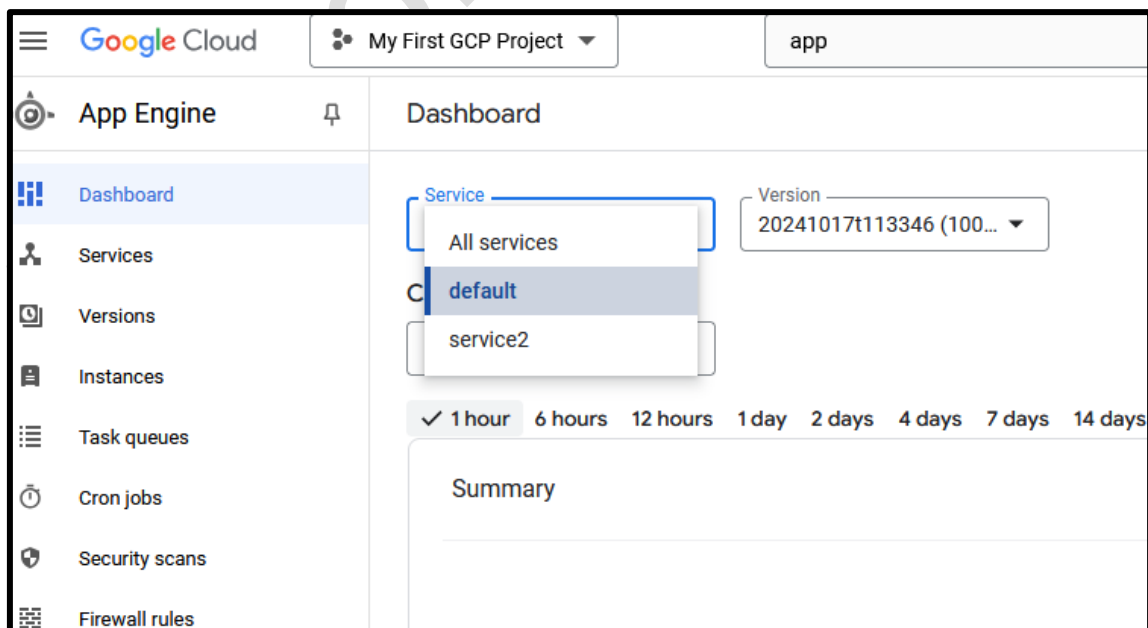 Google Cloud
My First GCP Project
app
App Engine
Dashboard
Dashboard
Services
Versions
Instances
Task queues
Cron jobs
Security scans
Firewall rules
Service
All services
default
service2
Version
20241017t113346 (100...
C
1 hour 6 hours 12 hours 1 day 2 days 4 days 7 days 14 days
Summary